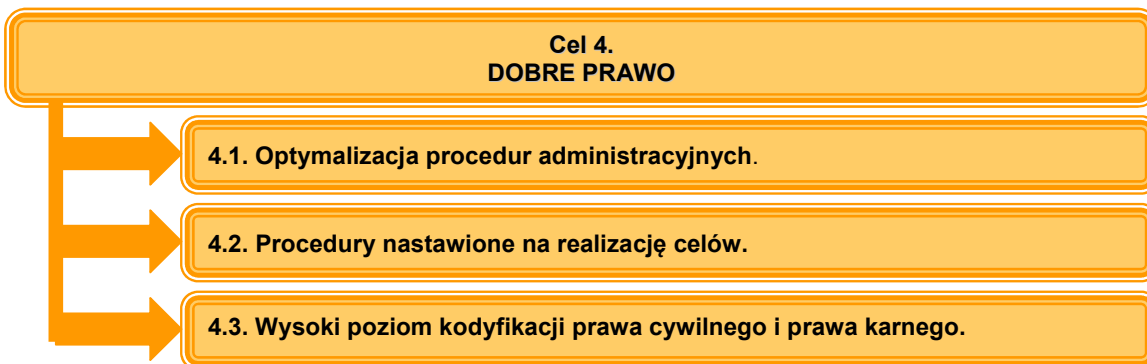 Cel 4.
DOBRE PRAWO
4.1. Optymalizacja procedur administracyjnych.
4.2. Procedury nastawione na realizację celów.
4.3. Wysoki poziom kodyfikacji prawa cywilnego i prawa karnego.